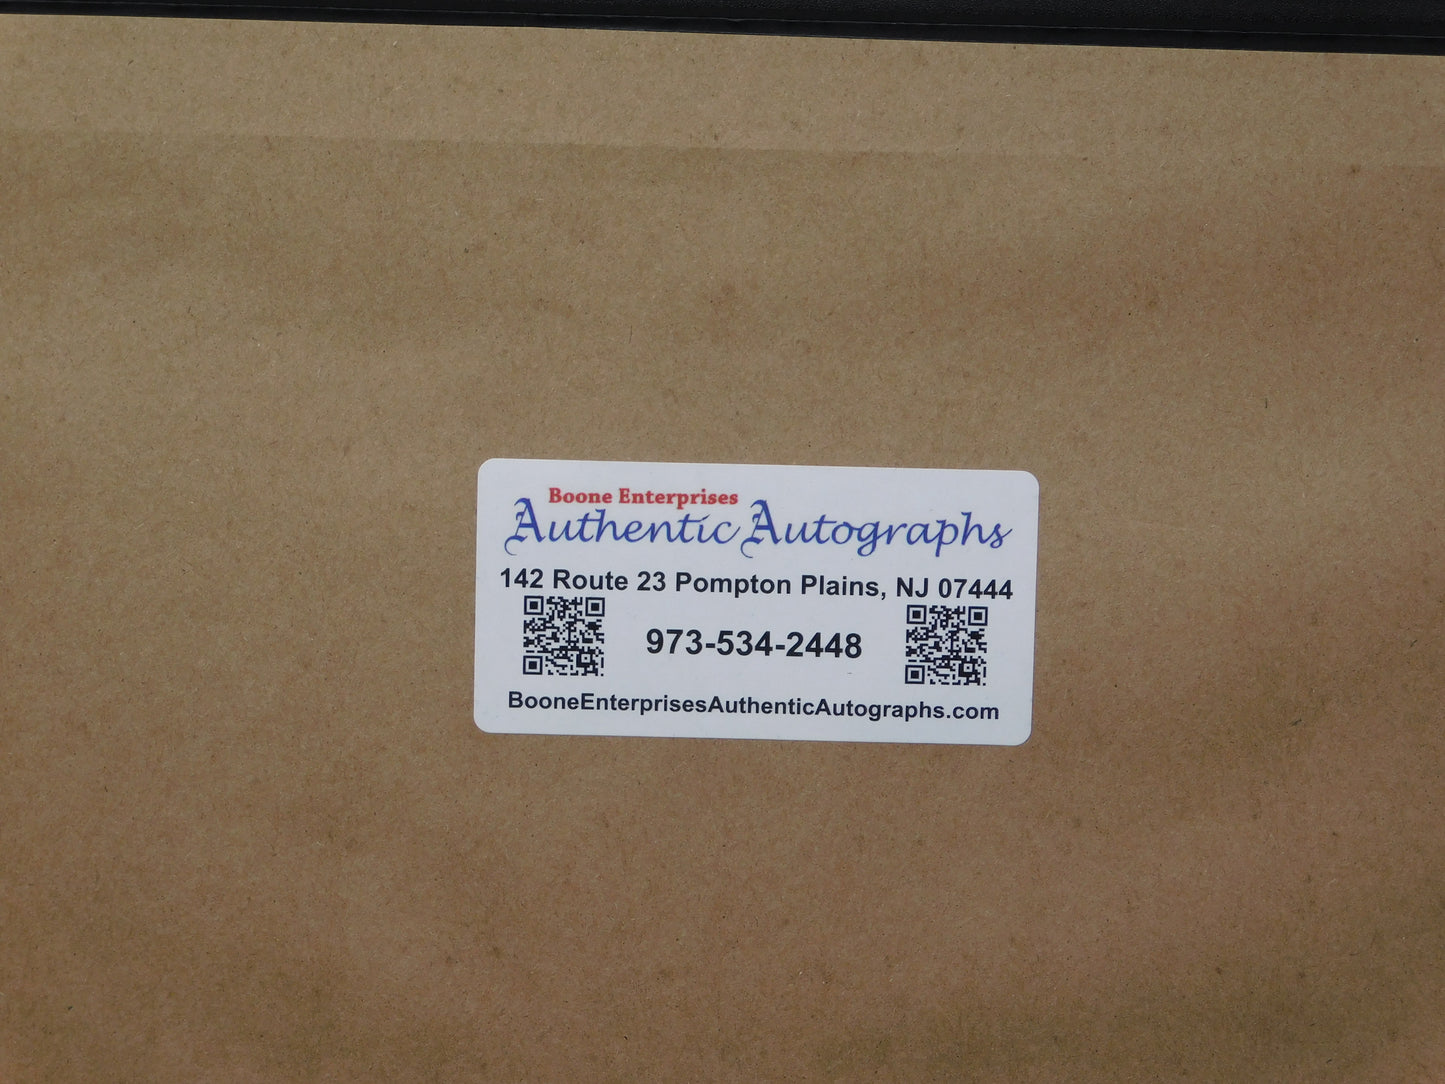 Boone Enterprises
Authentic Autographs
142 Route 23 Pompton Plains, NJ 07444
973-534-2448
BooneEnterprisesAuthenticAutographs.com